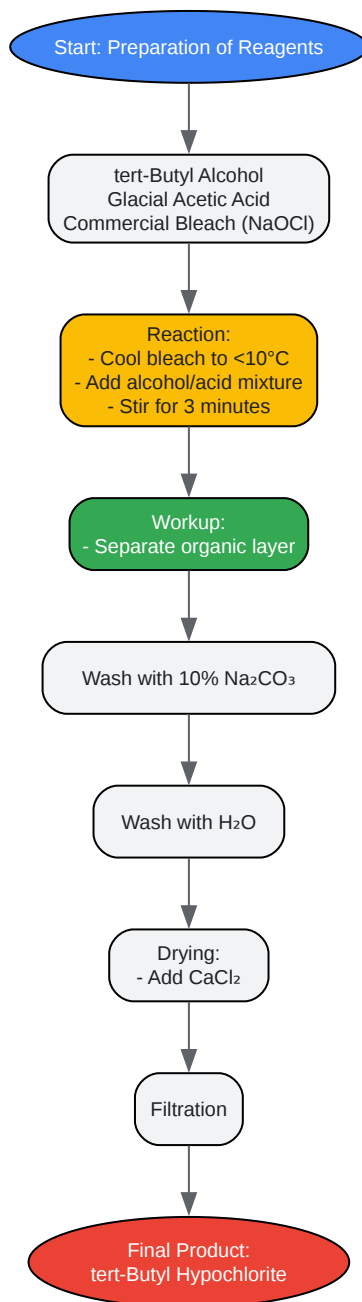 Start: Preparation of Reagents
tert-Butyl Alcohol
Glacial Acetic Acid
Commercial Bleach (NaOCl)
Reaction:
- Cool bleach to <10°C
- Add alcohol/acid mixture
- Stir for 3 minutes
Workup:
- Separate organic layer
Wash with 10% Na₂CO₃
Wash with H₂O
Drying:
- Add CaCl₂
Filtration
Final Product:
tert-Butyl Hypochlorite